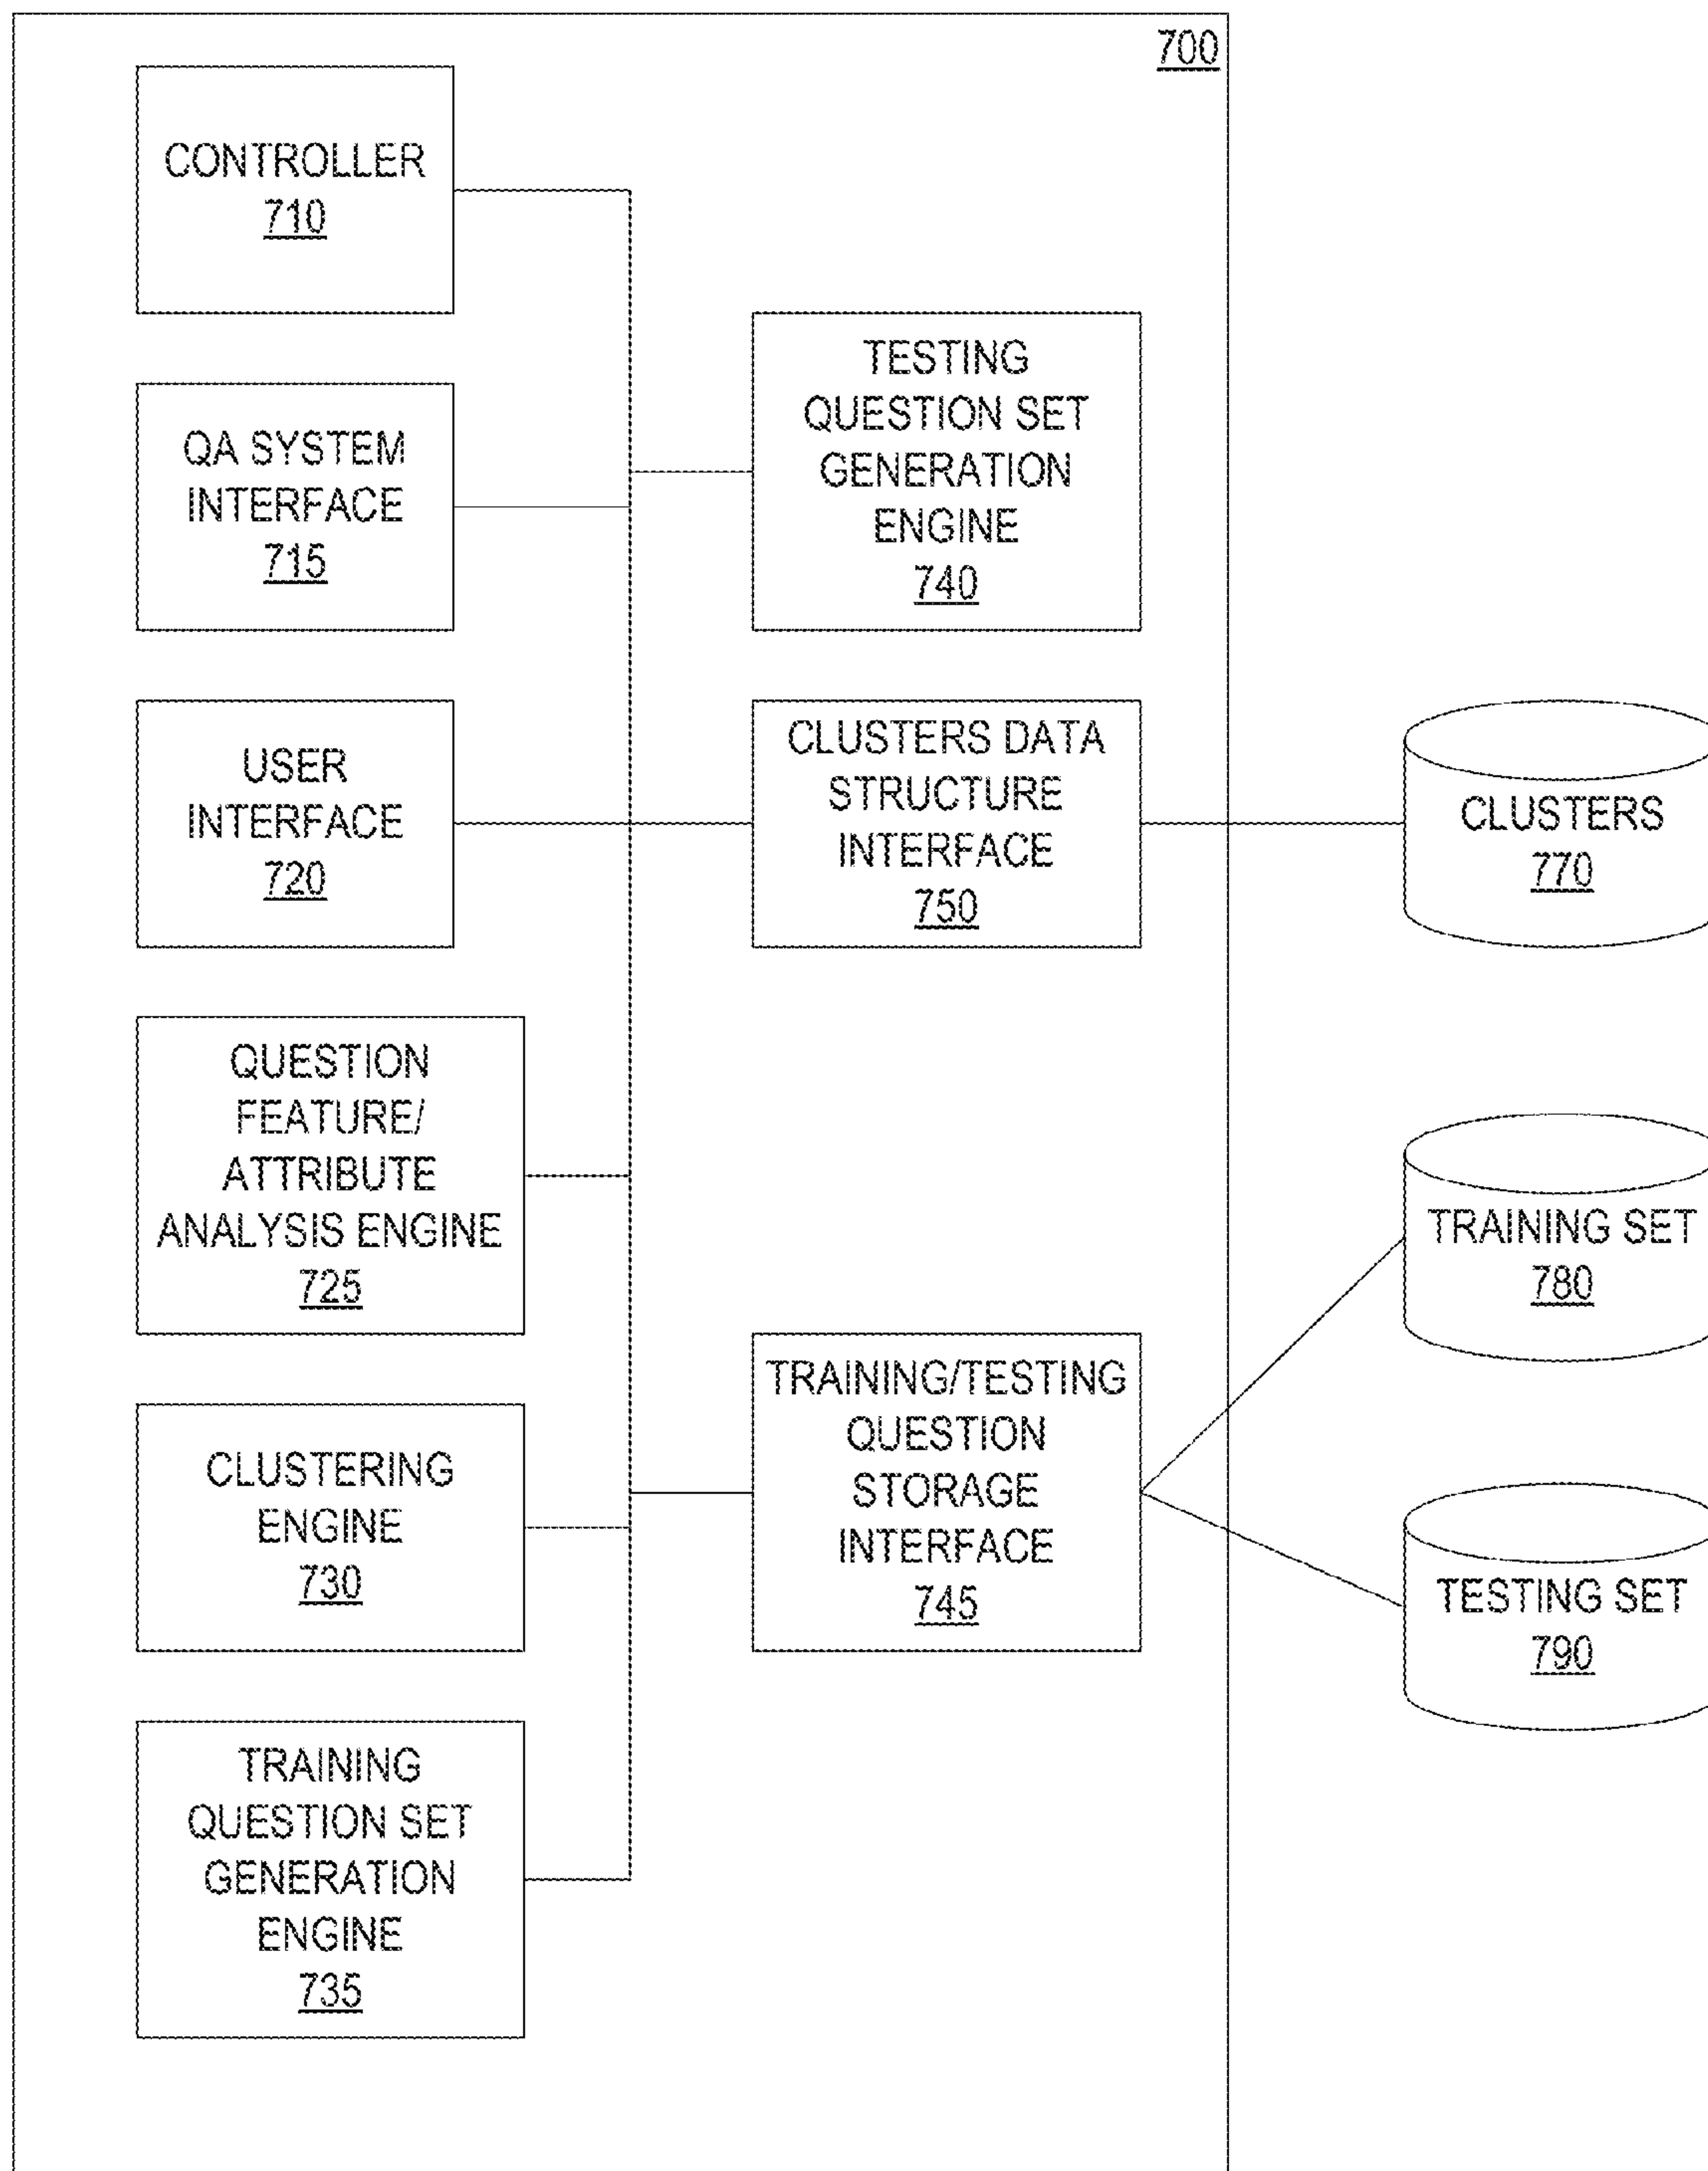 700
CONTROLLER
710
QA SYSTEM
INTERFACE
715
USER
INTERFACE
720
QUESTION
FEATURE/
ATTRIBUTE
ANALYSIS ENGINE
725
CLUSTERING
ENGINE
730
TRAINING
QUESTION SET
GENERATION
ENGINE
735
TESTING
QUESTION SET
GENERATION
ENGINE
740
CLUSTERS DATA
STRUCTURE
INTERFACE
750
TRAINING/TESTING
QUESTION
STORAGE
INTERFACE
745
CLUSTERS
770
TRAINING SET
780
TESTING SET
790